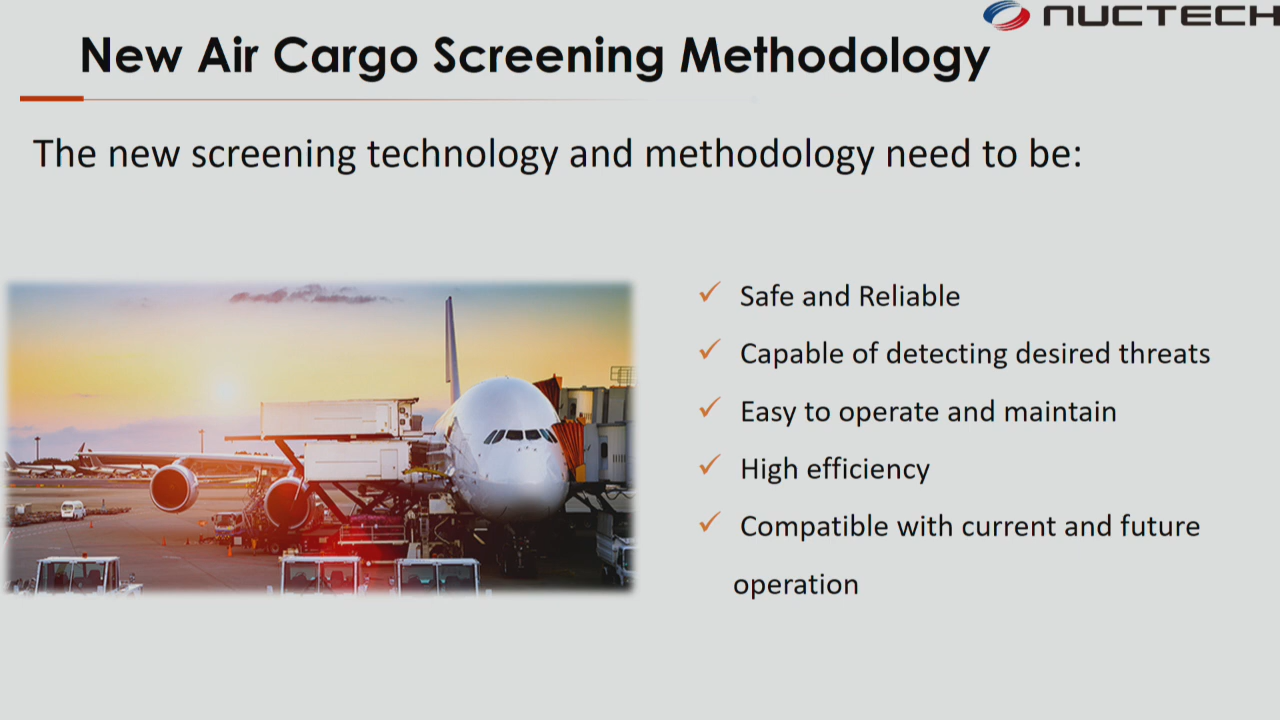 NUCTECH
New Air Cargo Screening Methodology
The new screening technology and methodology need to be:
✓ Safe and Reliable
✓ Capable of detecting desired threats
✓ Easy to operate and maintain
✓ High efficiency
✓ Compatible with current and future
operation